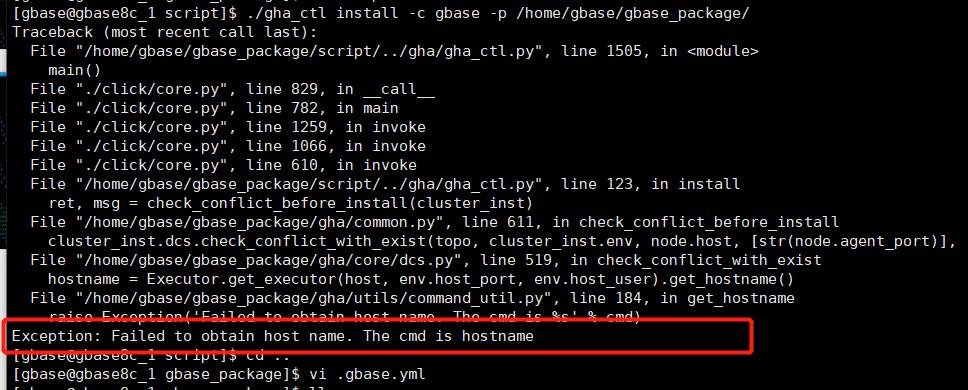 [gbase@gbase8c_1 script]$ ./gha_ctl install -c gbase -p /home/gbase/gbase_package/
Traceback (most recent call last):
  File "/home/gbase/gbase_package/script/../gha/gha_ctl.py", line 1505, in <module>
    main()
  File "./click/core.py", line 829, in __call__
  File "./click/core.py", line 782, in main
  File "./click/core.py", line 1259, in invoke
  File "./click/core.py", line 1066, in invoke
  File "./click/core.py", line 610, in invoke
  File "/home/gbase/gbase_package/script/../gha/gha_ctl.py", line 123, in install
    ret, msg = check_conflict_before_install(cluster_inst)
  File "/home/gbase/gbase_package/gha/common.py", line 611, in check_conflict_before_install
    cluster_inst.dcs.check_conflict_with_exist(topo, cluster_inst.env, node.host, [str(node.agent_port)],
  File "/home/gbase/gbase_package/gha/core/dcs.py", line 519, in check_conflict_with_exist
    hostname = Executor.get_executor(host, env.host_port, env.host_user).get_hostname()
  File "/home/gbase/gbase_package/gha/utils/command_util.py", line 184, in get_hostname
    raise Exception('Failed to obtain host name. The cmd is %s' % cmd)
Exception: Failed to obtain host name. The cmd is hostname
[gbase@gbase8c_1 script]$ cd ..
[gbase@gbase8c_1 gbase_package]$ vi .gbase.yml
[gbase@gbase8c_1 gbase_package]$ ll